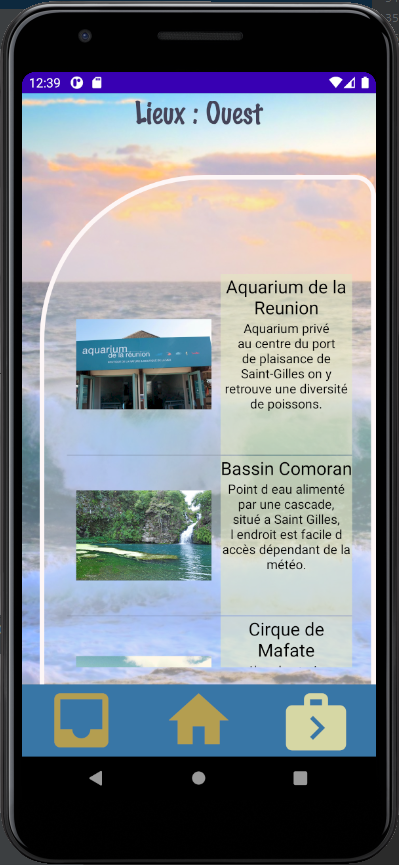 12:39
Lieux : Ouest
Aquarium de la
Reunion
Aquarium privé
au centre du port
de plaisance de
Saint-Gilles on y
retrouve une diversité
de poissons.
aquarium
de la réunion
Bassin Comoran
Point d eau alimenté
par une cascade,
situé a Saint Gilles,
l endroit est facile d
accès dépendant de la
météo.
Cirque de
Mafate